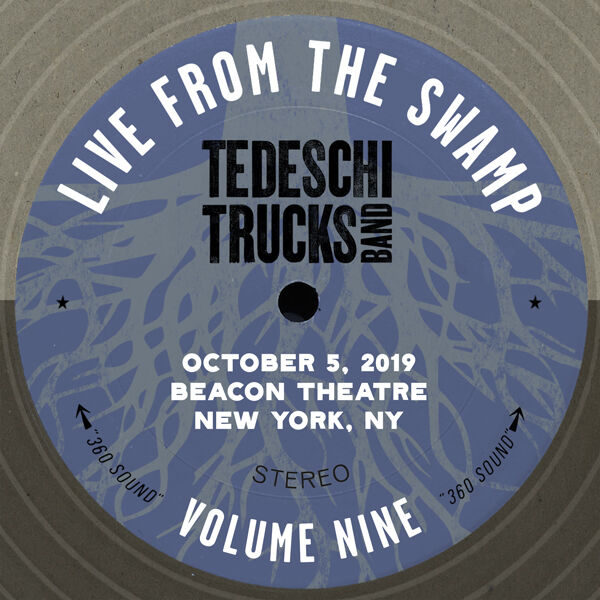 LIVE FROM THE SWAMP
TEDESCHI
TRUCKS BAND
OCTOBER 5, 2019
BEACON THEATRE
NEW YORK, NY
"360 SOUND"
STEREO
"360 SOUND"
VOLUME NINE